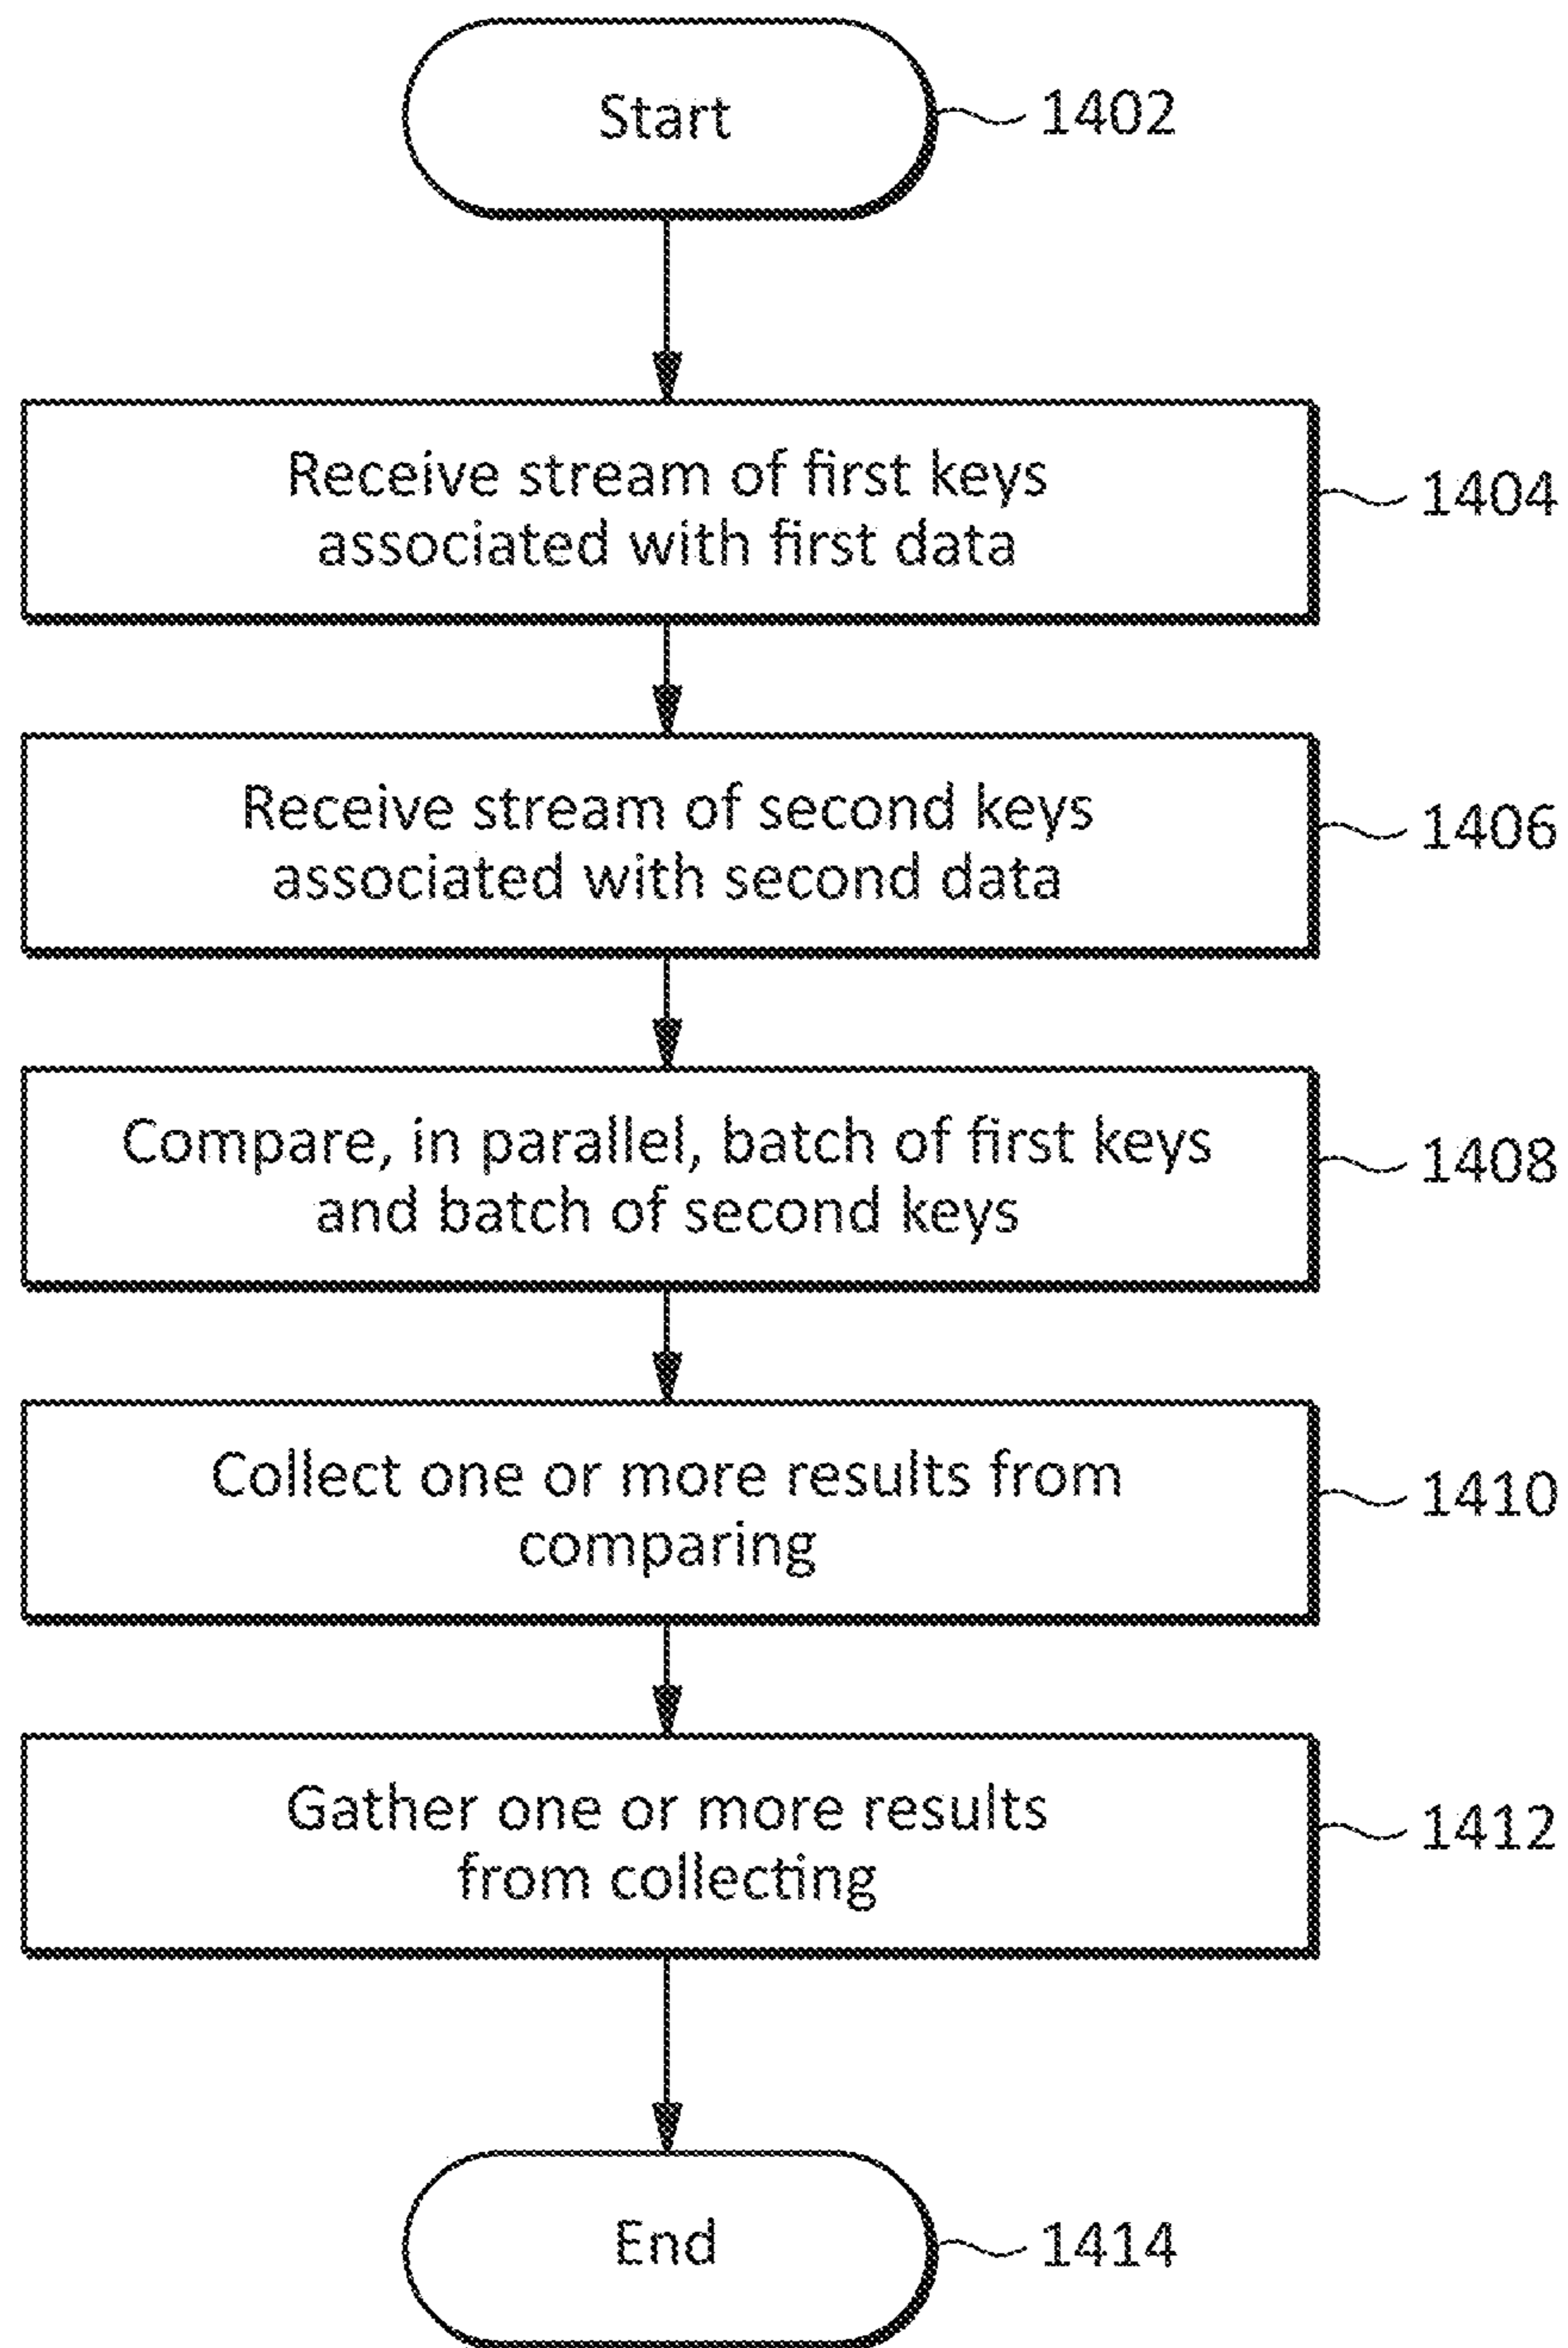 Start
1402
Receive stream of first keys
associated with first data
1404
Receive stream of second keys
associated with second data
1406
Compare, in parallel, batch of first keys
and batch of second keys
1408
Collect one or more results from
comparing
1410
Gather one or more results
from collecting
1412
End
1414